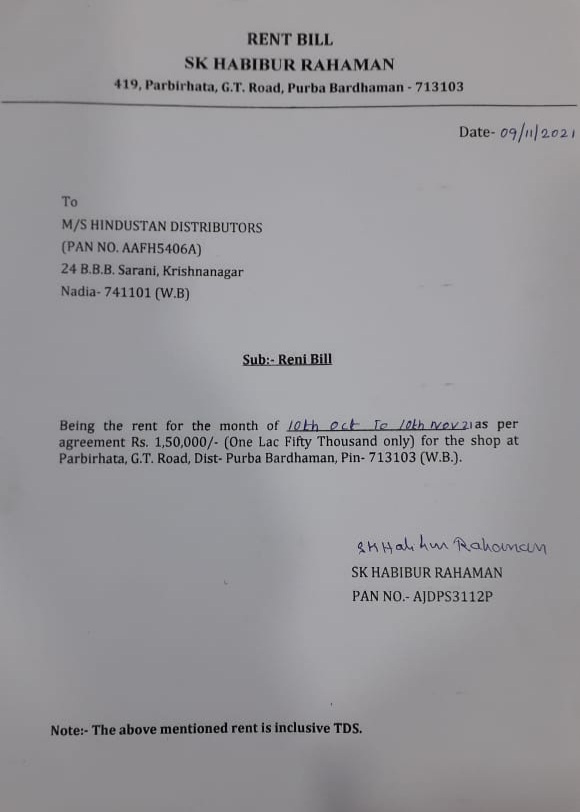 RENT BILL
SK HABIBUR RAHAMAN
419, Parbirhata, G.T. Road, Purba Bardhaman - 713103
Date- 09/11/2021
To
M/S HINDUSTAN DISTRIBUTORS
(PAN NO. AAFH5406A)
24 B.B.B. Sarani, Krishnanagar
Nadia- 741101 (W.B)
Sub:- Reni Bill
Being the rent for the month of 10th oct To 10th Nov 21 as per
agreement Rs. 1,50,000/- (One Lac Fifty Thousand only) for the shop at
Parbirhata, G.T. Road, Dist- Purba Bardhaman, Pin- 713103 (W.B.).
SK Habibur Rahaman
SK HABIBUR RAHAMAN
PAN NO.- AJDPS3112P
Note:- The above mentioned rent is inclusive TDS.